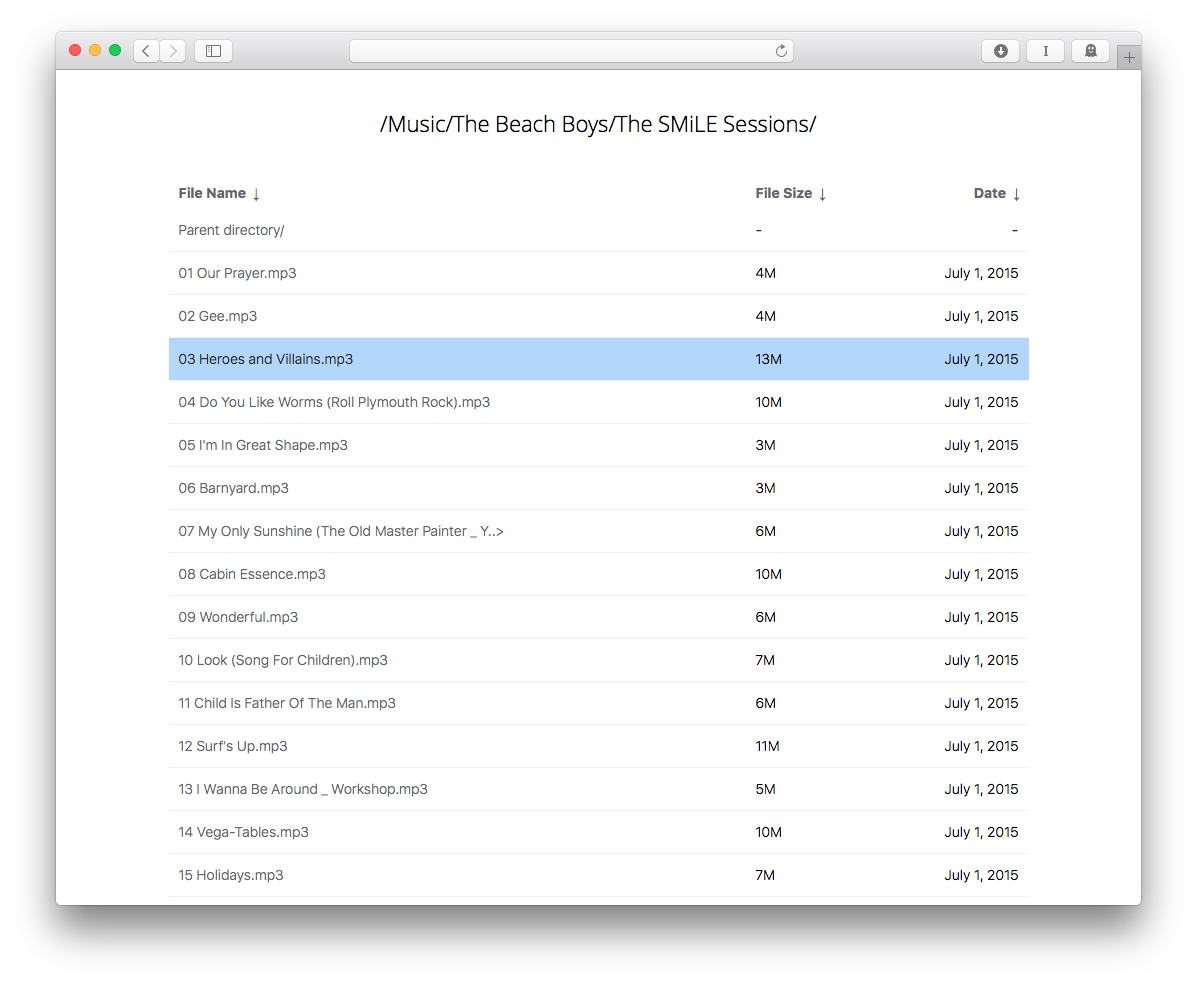 /Music/The Beach Boys/The SMiLE Sessions/
File Name ↓ File Size ↓ Date ↓
Parent directory/ - -
01 Our Prayer.mp3 4M July 1, 2015
02 Gee.mp3 4M July 1, 2015
03 Heroes and Villains.mp3 13M July 1, 2015
04 Do You Like Worms (Roll Plymouth Rock).mp3 10M July 1, 2015
05 I'm In Great Shape.mp3 3M July 1, 2015
06 Barnyard.mp3 3M July 1, 2015
07 My Only Sunshine (The Old Master Painter _ Y..> 6M July 1, 2015
08 Cabin Essence.mp3 10M July 1, 2015
09 Wonderful.mp3 6M July 1, 2015
10 Look (Song For Children).mp3 7M July 1, 2015
11 Child Is Father Of The Man.mp3 6M July 1, 2015
12 Surf's Up.mp3 11M July 1, 2015
13 I Wanna Be Around _ Workshop.mp3 5M July 1, 2015
14 Vega-Tables.mp3 10M July 1, 2015
15 Holidays.mp3 7M July 1, 2015